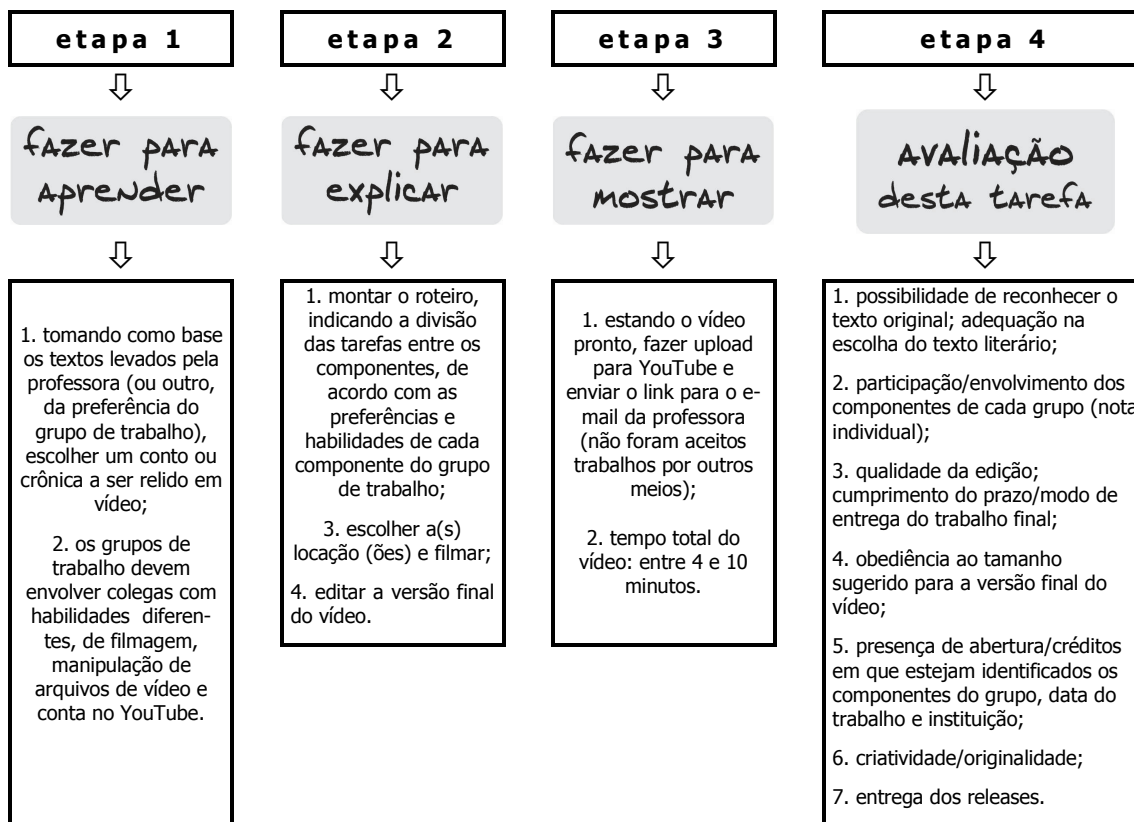 etapa 1
fazer para
aprender
1. tomando como base
os textos levados pela
professora (ou outro,
da preferência do
grupo de trabalho),
escolher um conto ou
crônica a ser relido em
vídeo;
2. os grupos de
trabalho devem
envolver colegas com
habilidades diferen-
tes, de filmagem,
manipulação de
arquivos de vídeo e
conta no YouTube.
etapa 2
fazer para
explicar
1. montar o roteiro,
indicando a divisão
das tarefas entre os
componentes, de
acordo com as
preferências e
habilidades de cada
componente do grupo
de trabalho;
3. escolher a(s)
locação (ões) e filmar;
4. editar a versão final
do vídeo.
etapa 3
fazer para
mostrar
1. estando o vídeo
pronto, fazer upload
para YouTube e
enviar o link para o e-
mail da professora
(não foram aceitos
trabalhos por outros
meios);
2. tempo total do
vídeo: entre 4 e 10
minutos.
etapa 4
avaliação
desta tarefa
1. possibilidade de reconhecer o
texto original; adequação na
escolha do texto literário;
2. participação/envolvimento dos
componentes de cada grupo (nota
individual);
3. qualidade da edição;
cumprimento do prazo/modo de
entrega do trabalho final;
4. obediência ao tamanho
sugerido para a versão final do
vídeo;
5. presença de abertura/créditos
em que estejam identificados os
componentes do grupo, data do
trabalho e instituição;
6. criatividade/originalidade;
7. entrega dos releases.